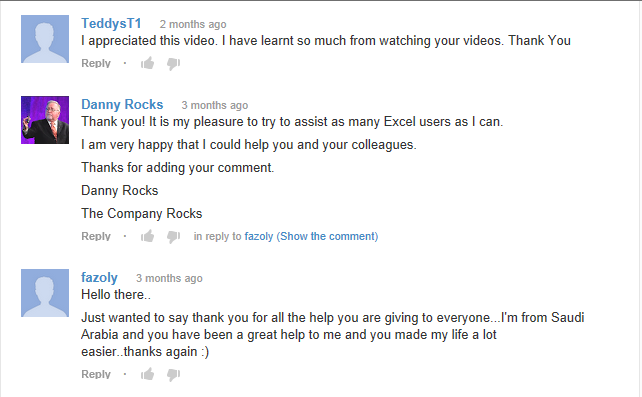 TeddysT1 2 months ago
I appreciated this video. I have learnt so much from watching your videos. Thank You
Reply ·
Danny Rocks 3 months ago
Thank you! It is my pleasure to try to assist as many Excel users as I can.
I am very happy that I could help you and your colleagues.
Thanks for adding your comment.
Danny Rocks
The Company Rocks
Reply · in reply to fazoly (Show the comment)
fazoly 3 months ago
Hello there..
Just wanted to say thank you for all the help you are giving to everyone...I'm from Saudi
Arabia and you have been a great help to me and you made my life a lot
easier..thanks again :)
Reply ·